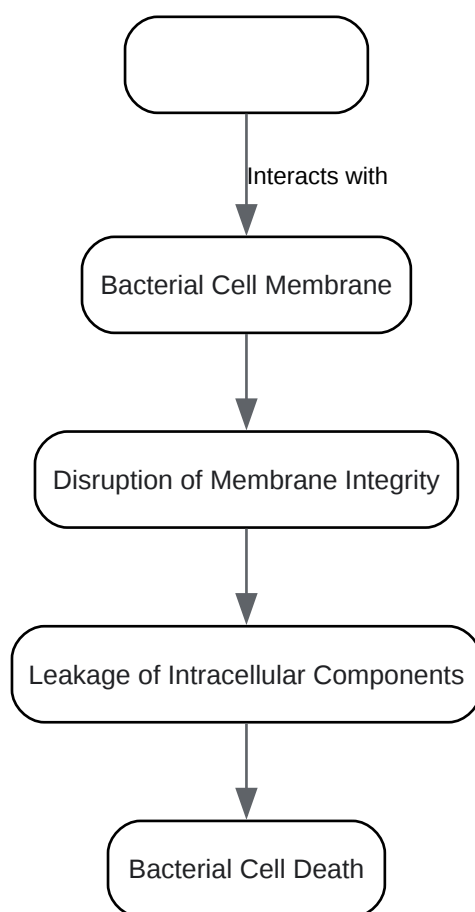 Interacts with
Bacterial Cell Membrane
Disruption of Membrane Integrity
Leakage of Intracellular Components
Bacterial Cell Death